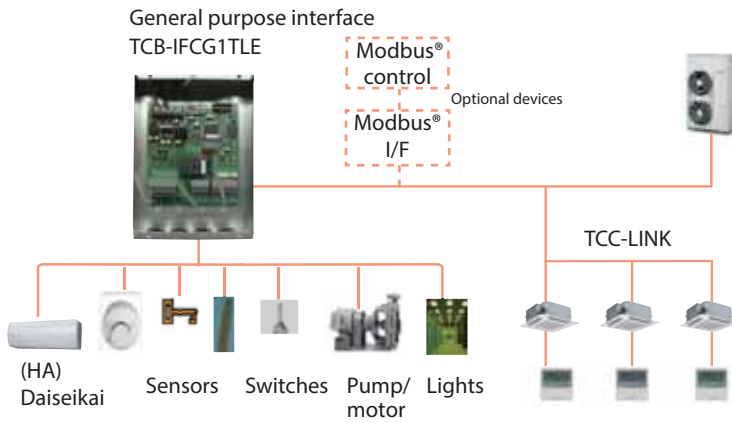 General purpose interface
TCB-IFCG1TLE
Modbus®
control
Optional devices
Modbus®
I/F
TCC-LINK
(HA)
Daiseikai
Sensors
Switches
Pump/
motor
Lights